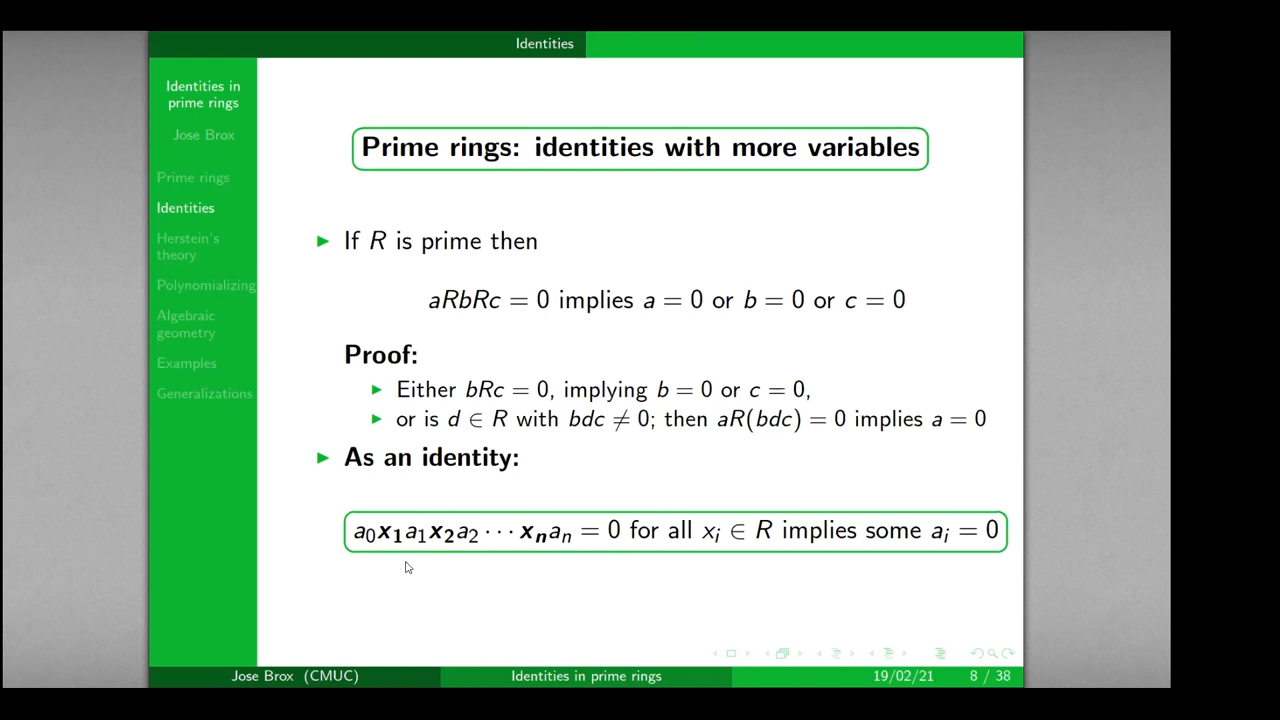 Identities
Identities in
prime rings
Jose Brox
Prime rings
Identities
Herstein's
theory
Polynomializing
Algebraic
geometry
Examples
Generalizations
Prime rings: identities with more variables
▶ If R is prime then
aRbRc = 0 implies a = 0 or b = 0 or c = 0
Proof:
▶ Either bRc = 0, implying b = 0 or c = 0,
▶ or is d ∈ R with bdc ≠ 0; then aR(bdc) = 0 implies a = 0
▶ As an identity:
a₀x₁a₁x₂a₂ ⋯ xₙaₙ = 0 for all xᵢ ∈ R implies some aᵢ = 0
Jose Brox (CMUC) Identities in prime rings 19/02/21 8 / 38